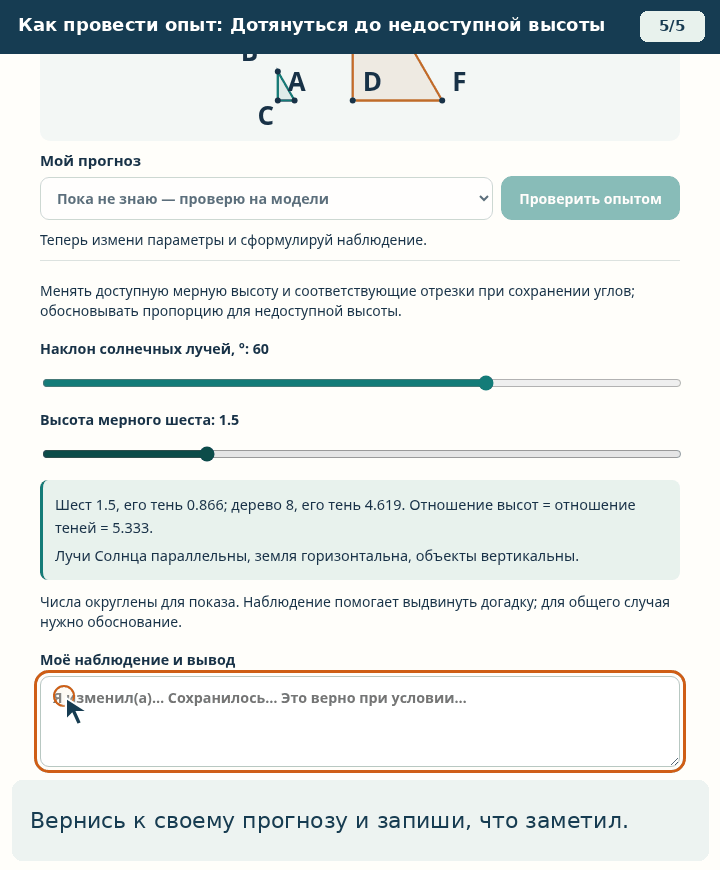 Как провести опыт: Дотянуться до недоступной высоты
5/5
B
A
D
F
C
Мой прогноз
Пока не знаю — проверю на модели
Проверить опытом
Теперь измени параметры и сформулируй наблюдение.
Менять доступную мерную высоту и соответствующие отрезки при сохранении углов;
обосновывать пропорцию для недоступной высоты.
Наклон солнечных лучей, °: 60
Высота мерного шеста: 1.5
Шест 1.5, его тень 0.866; дерево 8, его тень 4.619. Отношение высот = отношение
теней = 5.333.
Лучи Солнца параллельны, земля горизонтальна, объекты вертикальны.
Числа округлены для показа. Наблюдение помогает выдвинуть догадку; для общего случая
нужно обоснование.
Моё наблюдение и вывод
Я изменил(а)… Сохранилось… Это верно при условии…
Вернись к своему прогнозу и запиши, что заметил.